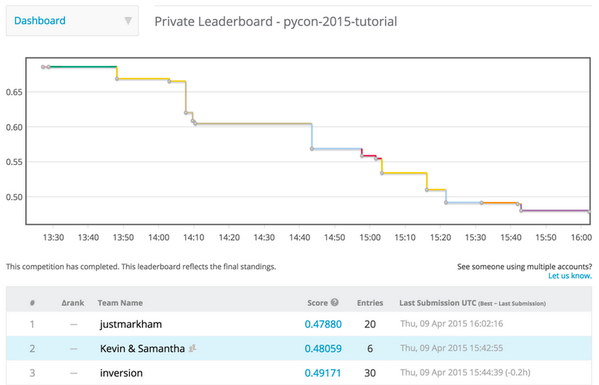 Dashboard
Private Leaderboard - pycon-2015-tutorial
0.65
0.60
0.55
0.50
13:30 13:40 13:50 14:00 14:10 14:20 14:30 14:40 14:50 15:00 15:10 15:20 15:30 15:40 15:50 16:00
This competition has completed. This leaderboard reflects the final standings.
See someone using multiple accounts?
Let us know.
# Δrank Team Name Score Entries Last Submission UTC (Best – Last Submission)
1 — justmarkham 0.47880 20 Thu, 09 Apr 2015 16:02:16
2 — Kevin & Samantha 0.48059 6 Thu, 09 Apr 2015 15:42:55
3 — inversion 0.49171 30 Thu, 09 Apr 2015 15:44:39 (-0.2h)